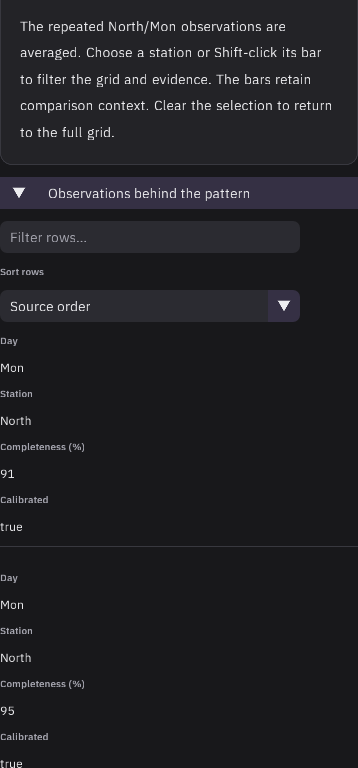 The repeated North/Mon observations are
averaged. Choose a station or Shift-click its bar
to filter the grid and evidence. The bars retain
comparison context. Clear the selection to return
to the full grid.
Observations behind the pattern
Filter rows...
Sort rows
Source order
Day
Mon
Station
North
Completeness (%)
91
Calibrated
true
Day
Mon
Station
North
Completeness (%)
95
Calibrated
true